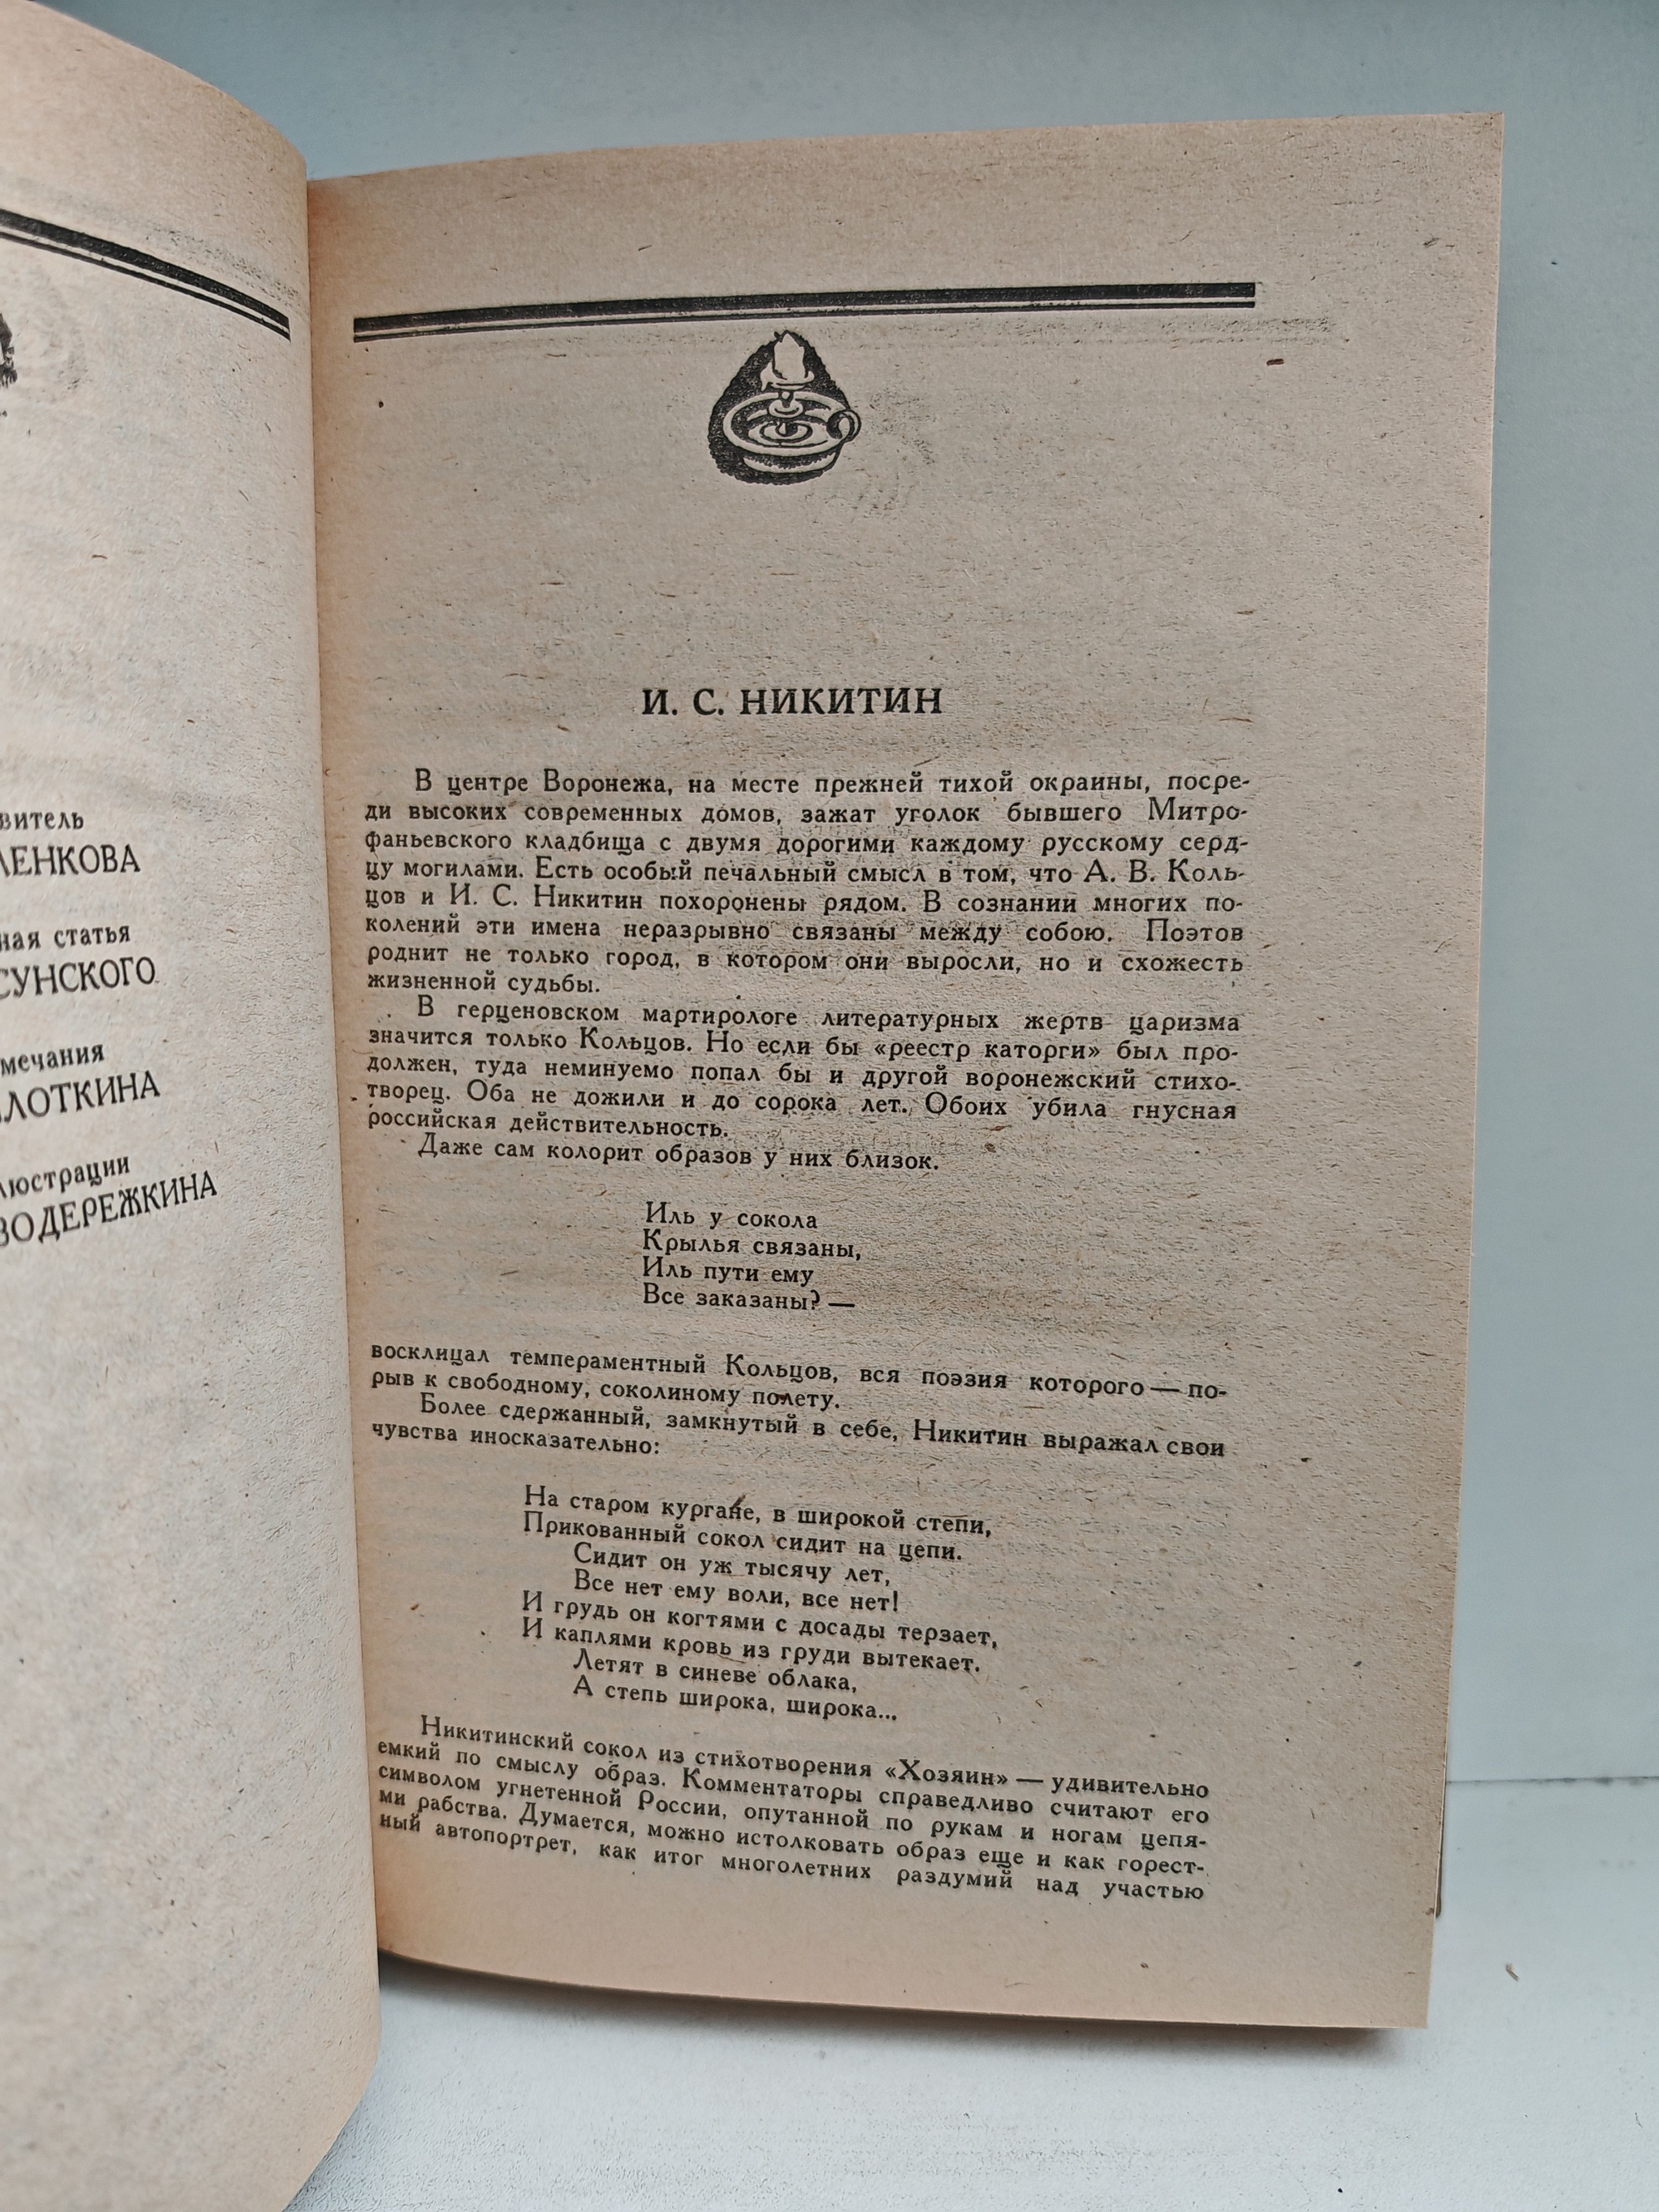 И. С. НИКИТИН
В центре Воронежа, на месте прежней тихой окраины, посре-
ди высоких современных домов, зажат уголок бывшего Митро-
фаньевского кладбища с двумя дорогими каждому русскому серд-
цу могилами. Есть особый печальный смысл в том, что А. В. Коль-
цов и И. С. Никитин похоронены рядом. В сознании многих по-
колений эти имена неразрывно связаны между собою. Поэтов
роднит не только город, в котором они выросли, но и схожесть
жизненной судьбы.
В герценовском мартирологе литературных жертв царизма
значится только Кольцов. Но если бы «реестр каторги» был про-
должен, туда неминуемо попал бы и другой воронежский стихо-
творец. Оба не дожили и до сорока лет. Обоих убила гнусная
российская действительность.
Даже сам колорит образов у них близок.
Иль у сокола
Крылья связаны,
Иль пути ему
Все заказаны? —
восклицал темпераментный Кольцов, вся поэзия которого — по-
рыв к свободному, соколиному полету.
Более сдержанный, замкнутый в себе, Никитин выражал свои
чувства иносказательно:
На старом кургане, в широкой степи,
Прикованный сокол сидит на цепи.
Сидит он уж тысячу лет,
Все нет ему воли, все нет!
И грудь он когтями с досады терзает,
И каплями кровь из груди вытекает.
Летят в синеве облака,
А степь широка, широка...
Никитинский сокол из стихотворения «Хозяин» — удивительно
емкий по смыслу образ. Комментаторы справедливо считают его
символом угнетенной России, опутанной по рукам и ногам цепя-
ми рабства. Думается, можно истолковать образ еще и как горест-
ный автопортрет, как итог многолетних раздумий над участью
витель
ЛЕНКОВА
ная статья
СУНСКОГО
мечания
ЛОТКИНА
люстрации
ВОДЕРЕЖКИНА